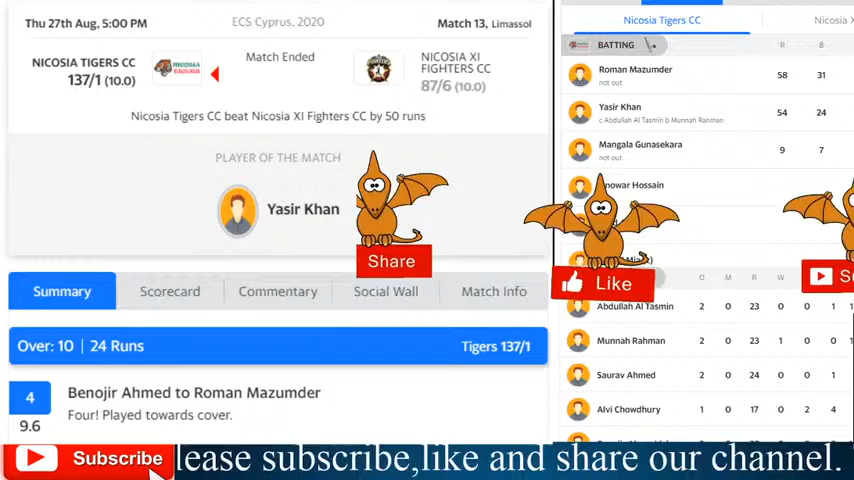 Thu 27th Aug, 5:00 PM
ECS Cyprus, 2020
Match 13, Limassol
NICOSIA TIGERS CC
137/1 (10.0)
Match Ended
NICOSIA XI
FIGHTERS CC
87/6 (10.0)
Nicosia Tigers CC beat Nicosia XI Fighters CC by 50 runs
PLAYER OF THE MATCH
Yasir Khan
Share
Summary
Scorecard
Commentary
Social Wall
Match Info
Over: 10 | 24 Runs
Tigers 137/1
4
Benojir Ahmed to Roman Mazumder
Four! Played towards cover.
9.6
Nicosia Tigers CC
Nicosia X
BATTING
R B
Roman Mazumder 58 31
not out
Yasir Khan 54 24
c Abdullah Al Tasmin b Munnah Rahman
Mangala Gunasekara 9 7
not out
nowar Hossain
Like
Su
O M R W
Abdullah Al Tasmin 2 0 23 0 0 1 1
Munnah Rahman 2 0 23 1 0 0 1
Saurav Ahmed 2 0 24 0 0 1
Alvi Chowdhury 1 0 17 0 2 4
Subscribe
lease subscribe,like and share our channel.